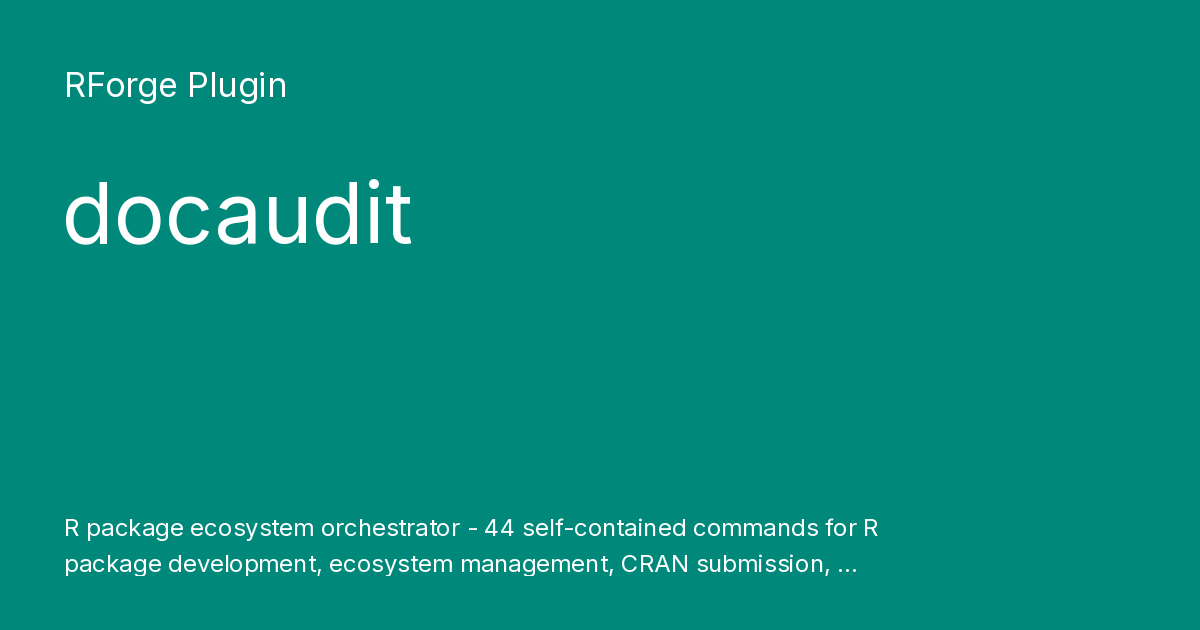 RForge Plugin
docaudit
R package ecosystem orchestrator - 44 self-contained commands for R
package development, ecosystem management, CRAN submission, ...